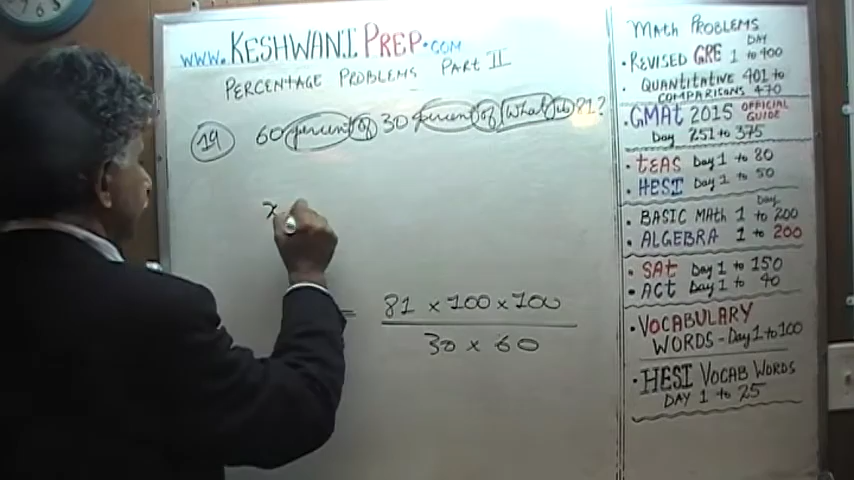 WWW.KESHWANIPREP.COM
PERCENTAGE PROBLEMS PART II
19 60 percent of 30 percent of what is 81?
x
= 81 x 100 x 100
30 x 60
MATH PROBLEMS
DAY
• REVISED GRE 1 to 400
• QUANTITATIVE 401 to
COMPARISONS 470
• GMAt 2015 OFFICIAL GUIDE
Day 251 to 375
• tEAS Day 1 to 80
• HESI Day 1 to 50
Day
• BASIC MAth 1 to 200
• ALGEBRA 1 to 200
• SAt Day 1 to 150
• ACt Day 1 to 40
• VOCABULARY
WORDS - Day 1 to 100
• HESI VOCAB WORDS
DAY 1 to 25